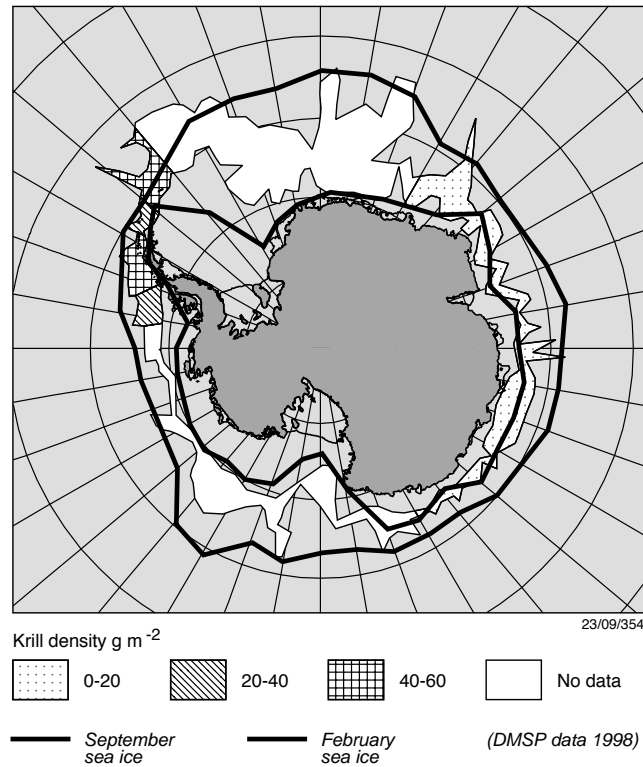 23/09/354
Krill density g m -2
0-20 20-40 40-60 No data
September sea ice February sea ice (DMSP data 1998)